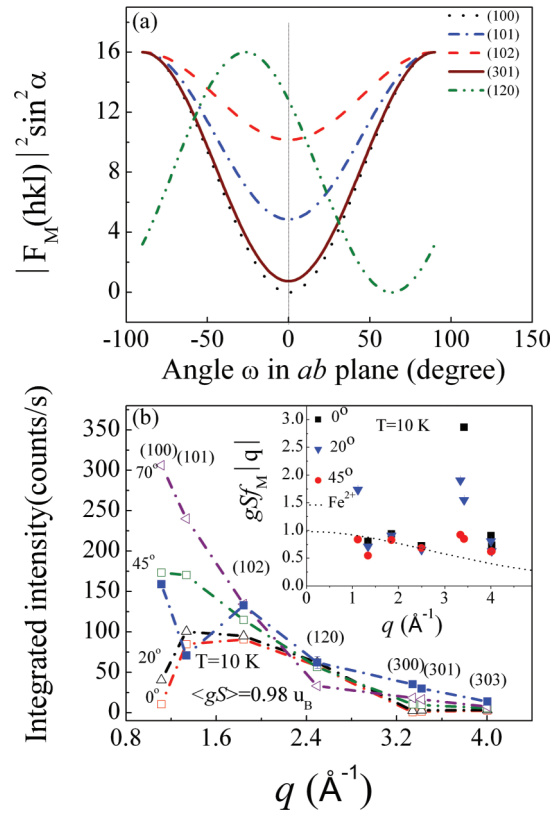 (a)
(100)
(101)
(102)
(301)
(120)
16
12
8
4
0
|F_M(hkl)|² sin² α
-100 -50 0 50 100 150
Angle ω in ab plane (degree)
(b)
350
300
250
200
150
100
50
0
Integrated intensity(counts/s)
(100) (101)
70°
(102)
45°
20°
0°
T=10 K
<gS>=0.98 u_B
(120)
(300) (301)
(303)
0.8 1.6 2.4 3.2 4.0
q (Å⁻¹)
3.0
2.5
2.0
1.5
1.0
0.5
0.0
gSf_M|q|
0°
T=10 K
20°
45°
Fe²⁺
0 1 2 3 4 5
q (Å⁻¹)